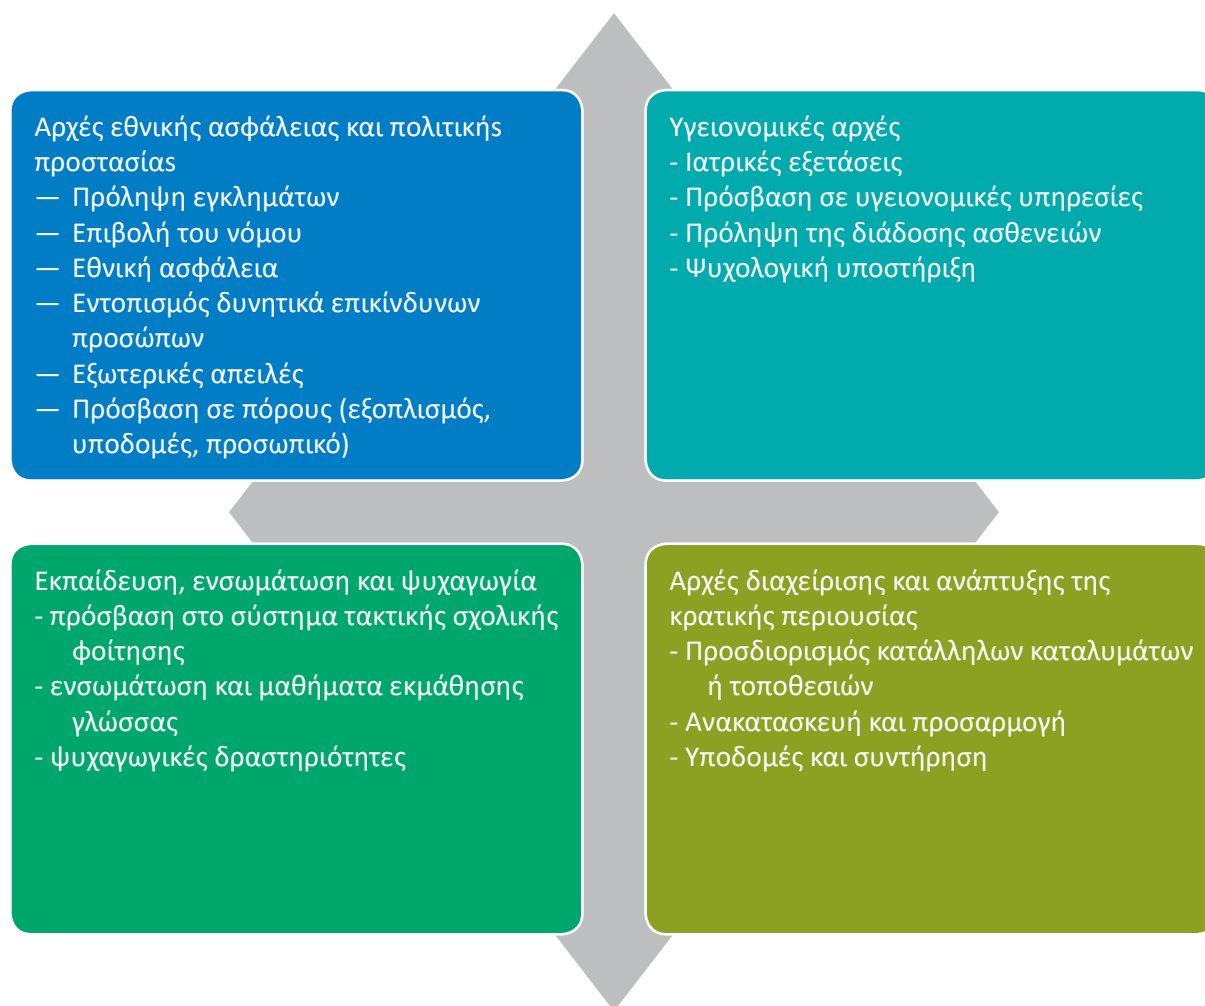 Αρχές εθνικής ασφάλειας και πολιτικής
προστασίας
— Πρόληψη εγκλημάτων
— Επιβολή του νόμου
— Εθνική ασφάλεια
— Εντοπισμός δυνητικά επικίνδυνων
προσώπων
— Εξωτερικές απειλές
— Πρόσβαση σε πόρους (εξοπλισμός,
υποδομές, προσωπικό)
Υγειονομικές αρχές
- Ιατρικές εξετάσεις
- Πρόσβαση σε υγειονομικές υπηρεσίες
- Πρόληψη της διάδοσης ασθενειών
- Ψυχολογική υποστήριξη
Εκπαίδευση, ενσωμάτωση και ψυχαγωγία
- πρόσβαση στο σύστημα τακτικής σχολικής
φοίτησης
- ενσωμάτωση και μαθήματα εκμάθησης
γλώσσας
- ψυχαγωγικές δραστηριότητες
Αρχές διαχείρισης και ανάπτυξης της
κρατικής περιουσίας
- Προσδιορισμός κατάλληλων καταλυμάτων
ή τοποθεσιών
- Ανακατασκευή και προσαρμογή
- Υποδομές και συντήρηση